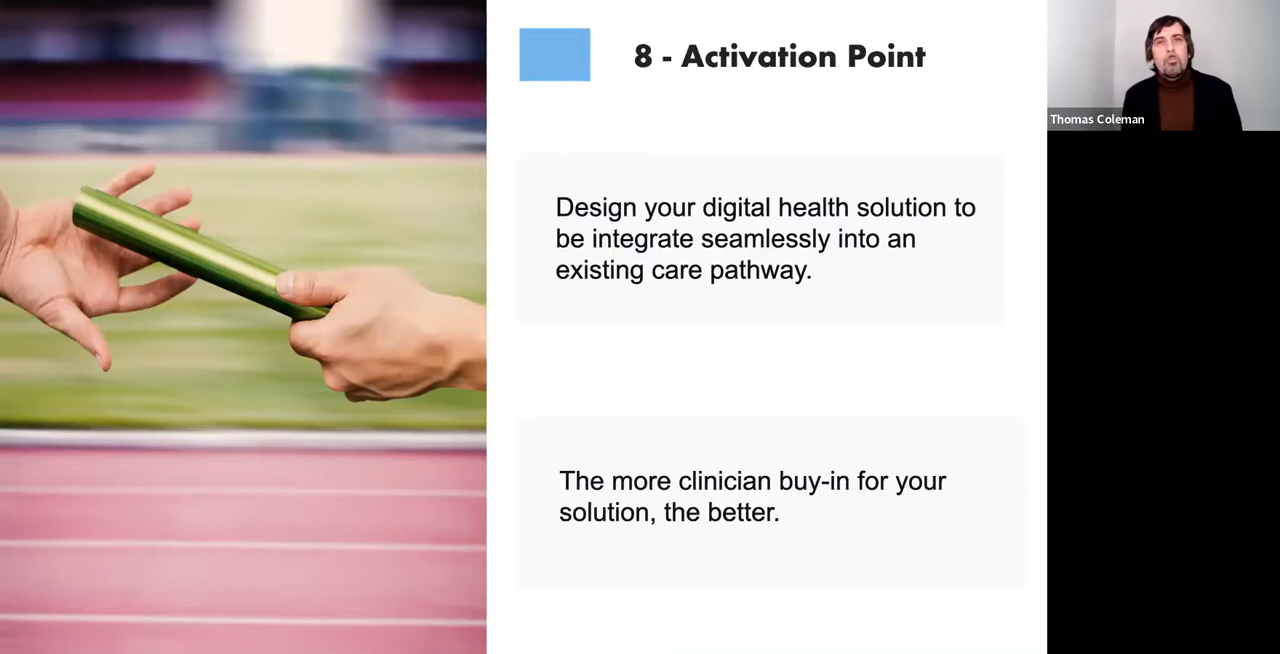 8 - Activation Point
Thomas Coleman
Design your digital health solution to
be integrate seamlessly into an
existing care pathway.
The more clinician buy-in for your
solution, the better.